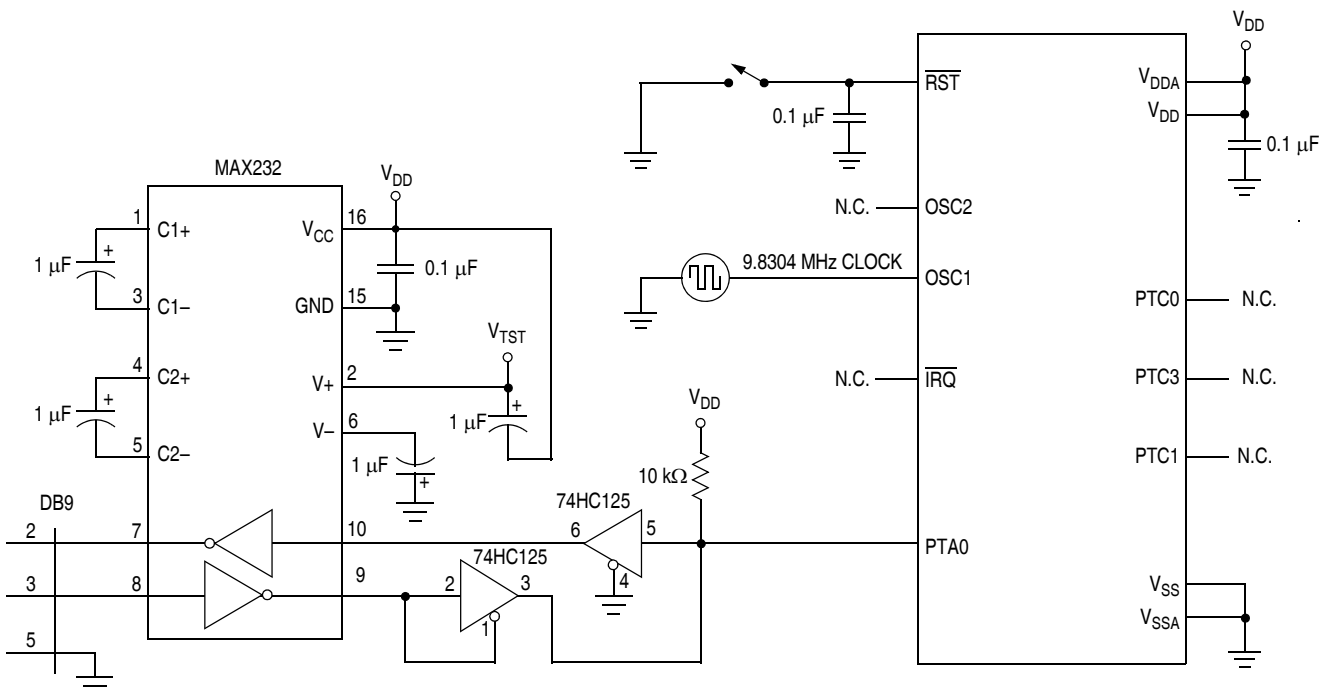 MAX232
1
C1+
1 μF
+
3
C1–
4
C2+
1 μF
+
5
C2–
V_DD
16
V_CC
0.1 μF
15
GND
V_TST
2
V+
1 μF
+
6
V–
1 μF
+
DB9
2
7
10
3
8
9
5
74HC125
6
5
4
74HC125
2
3
1
V_DD
10 kΩ
RST
0.1 μF
N.C.
OSC2
9.8304 MHz CLOCK
OSC1
N.C.
IRQ
PTA0
V_DD
V_DDA
V_DD
0.1 μF
PTC0
N.C.
PTC3
N.C.
PTC1
N.C.
V_SS
V_SSA